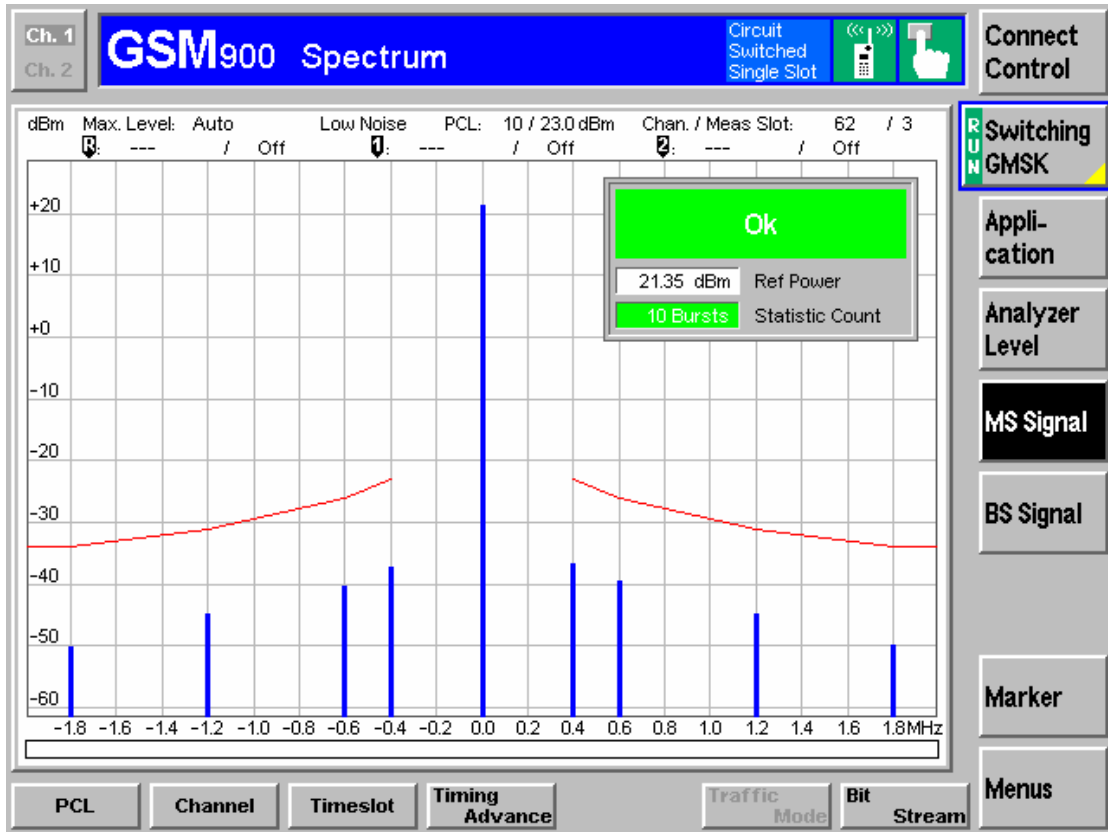 Ch. 1
Ch. 2
GSM900 Spectrum
Circuit
Switched
Single Slot
Connect
Control
dBm Max. Level: Auto Low Noise PCL: 10 / 23.0 dBm Chan. / Meas Slot: 62 / 3
R: --- / Off 1: --- / Off 2: --- / Off
RUN
Switching
GMSK
Ok
21.35 dBm Ref Power
10 Bursts Statistic Count
+20
+10
+0
-10
-20
-30
-40
-50
-60
-1.8 -1.6 -1.4 -1.2 -1.0 -0.8 -0.6 -0.4 -0.2 0.0 0.2 0.4 0.6 0.8 1.0 1.2 1.4 1.6 1.8 MHz
Appli-
cation
Analyzer
Level
MS Signal
BS Signal
Marker
Menus
PCL
Channel
Timeslot
Timing
Advance
Traffic
Mode
Bit
Stream